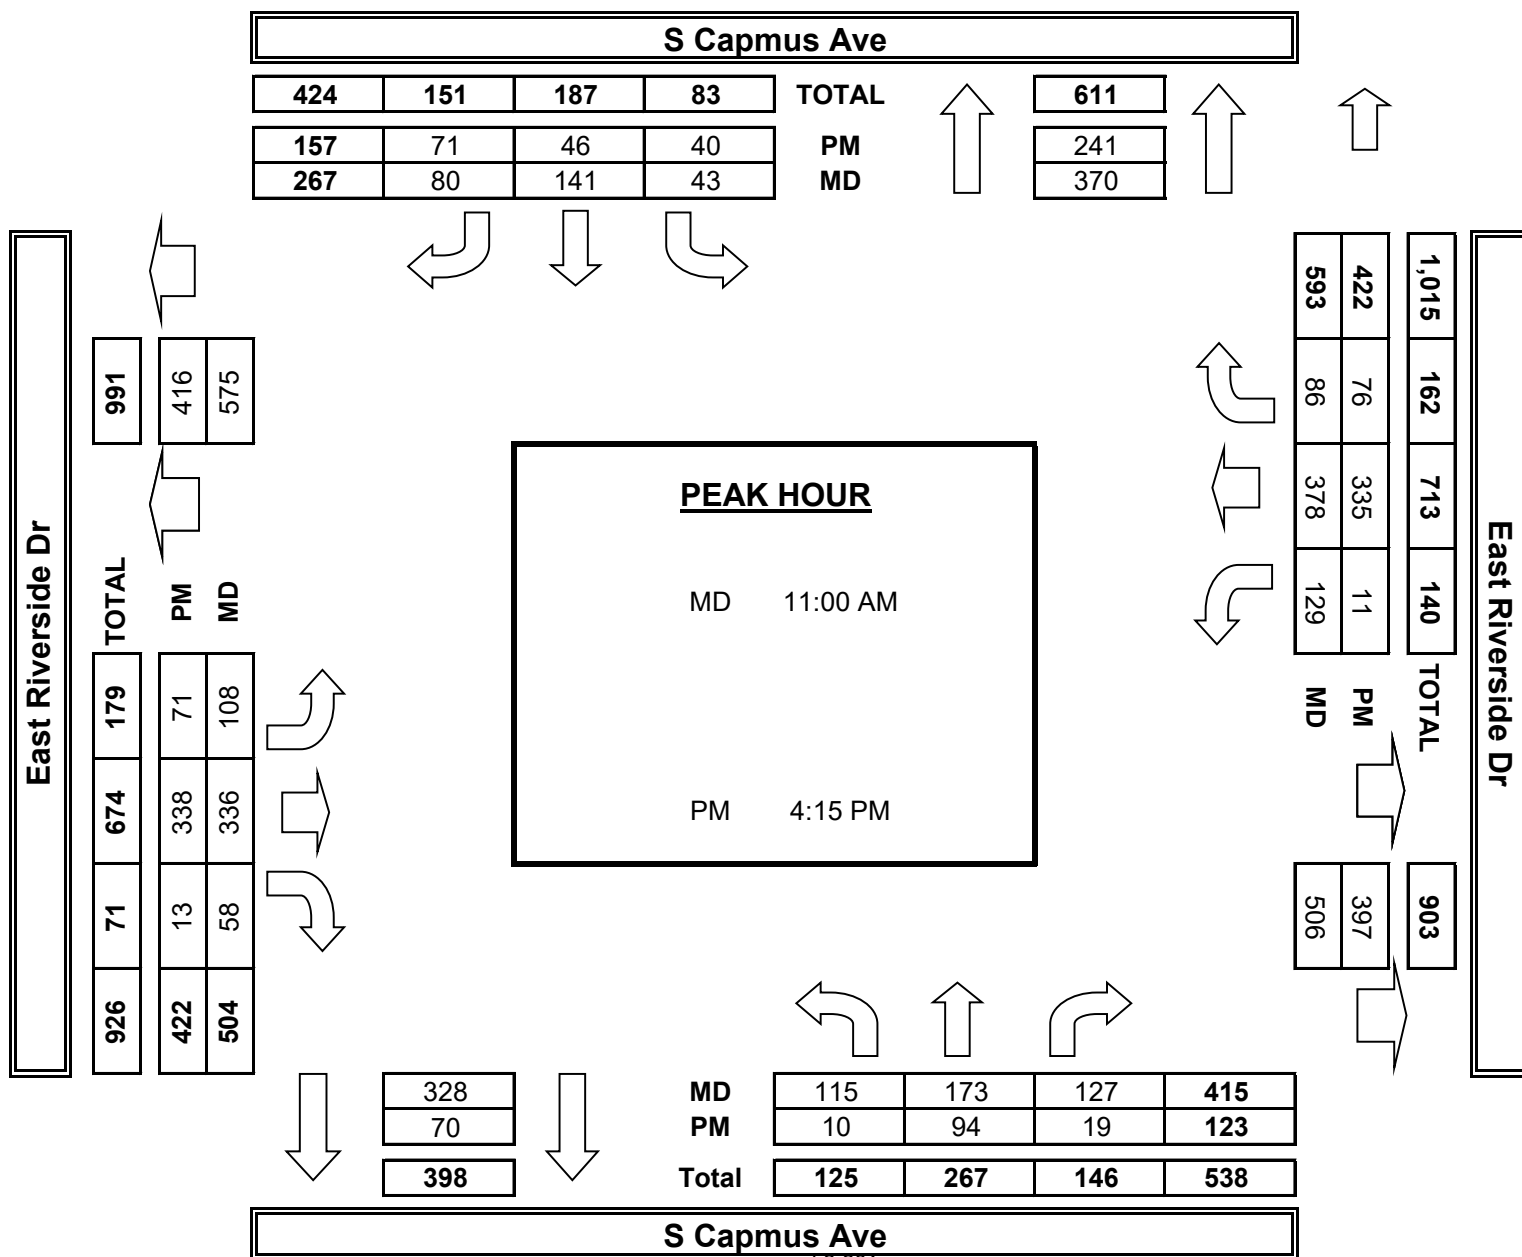 S Capmus Ave
424 151 187 83 TOTAL 611
157 71 46 40 PM 241
267 80 141 43 MD 370
East Riverside Dr
991 416 575
TOTAL PM MD
179 71 108
674 338 336
71 13 58
926 422 504
PEAK HOUR
MD 11:00 AM
PM 4:15 PM
593 422 1,015
86 76 162
378 335 713
129 11 140
MD PM TOTAL
506 397 903
East Riverside Dr
328 MD 115 173 127 415
70 PM 10 94 19 123
398 Total 125 267 146 538
S Capmus Ave